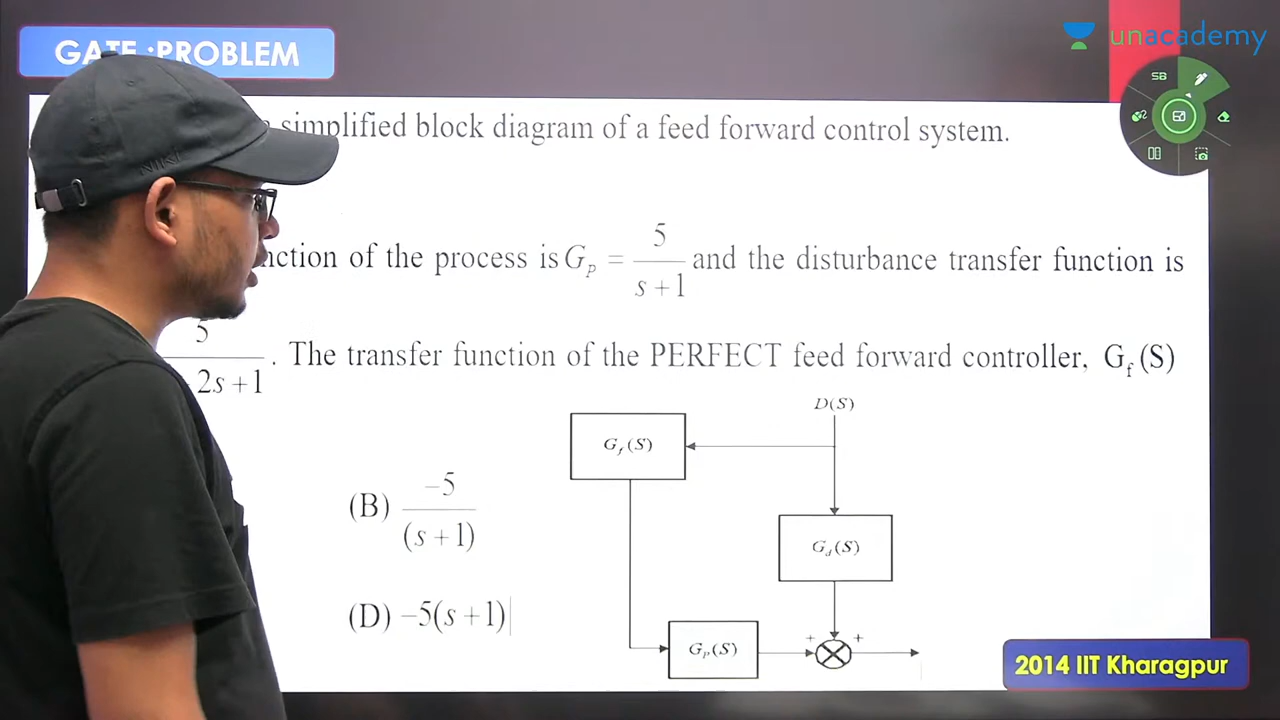 GATE :PROBLEM
unacademy
SB
simplified block diagram of a feed forward control system.
of the process is G_p = 5/(s+1) and the disturbance transfer function is
5/2s+1. The transfer function of the PERFECT feed forward controller, G_f(S)
D(S)
G_f(S)
(B) -5/(s+1)
G_d(S)
(D) -5(s+1)
+ +
G_p(S)
2014 IIT Kharagpur